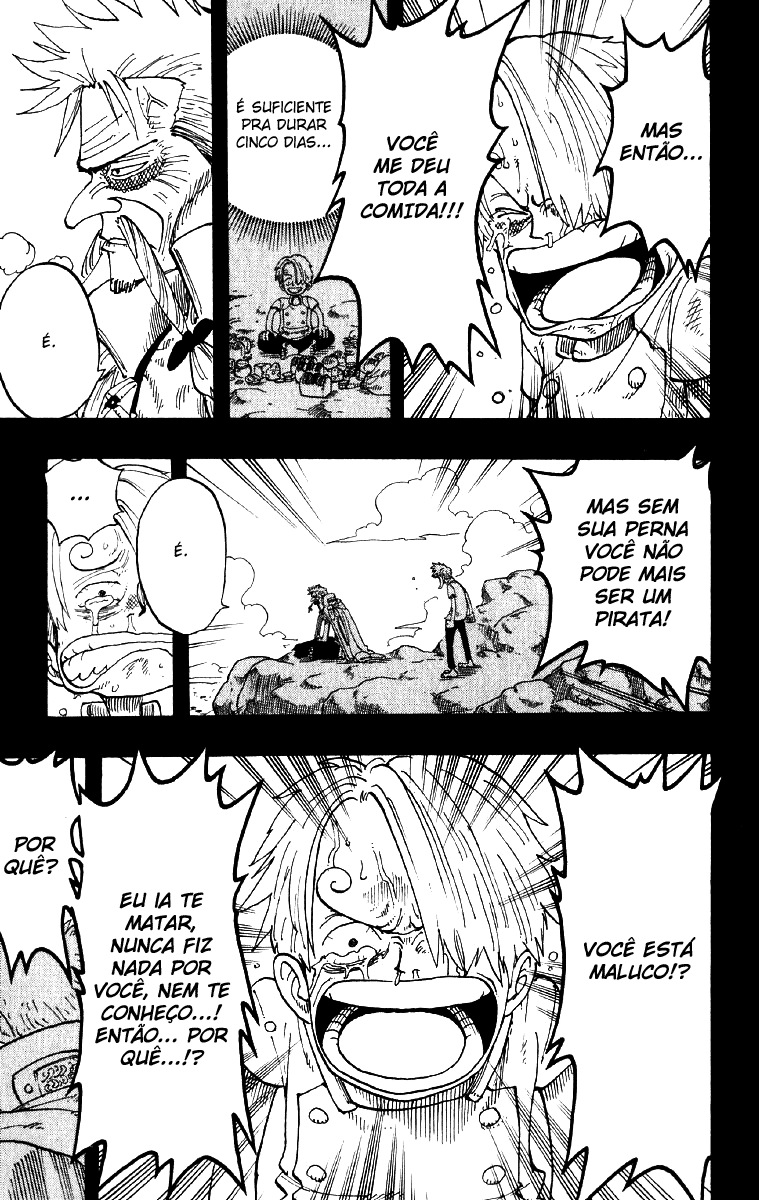 MAS
ENTÃO...
VOCÊ
ME DEU
TODA A
COMIDA!!!
É SUFICIENTE
PRA DURAR
CINCO DIAS...
É.
MAS SEM
SUA PERNA
VOCÊ NÃO
PODE MAIS
SER UM
PIRATA!
É.
...
VOCÊ ESTÁ
MALUCO!?
EU IA TE
MATAR,
NUNCA FIZ
NADA POR
VOCÊ, NEM TE
CONHEÇO...!
ENTÃO... POR
QUÊ...!?
POR
QUÊ?